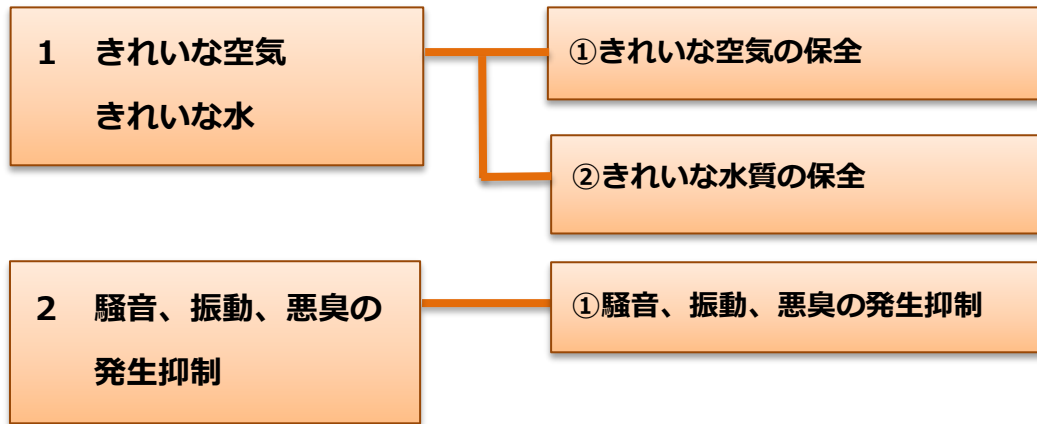 1 きれいな空気
きれいな水
①きれいな空気の保全
②きれいな水質の保全
2 騒音、振動、悪臭の
発生抑制
①騒音、振動、悪臭の発生抑制